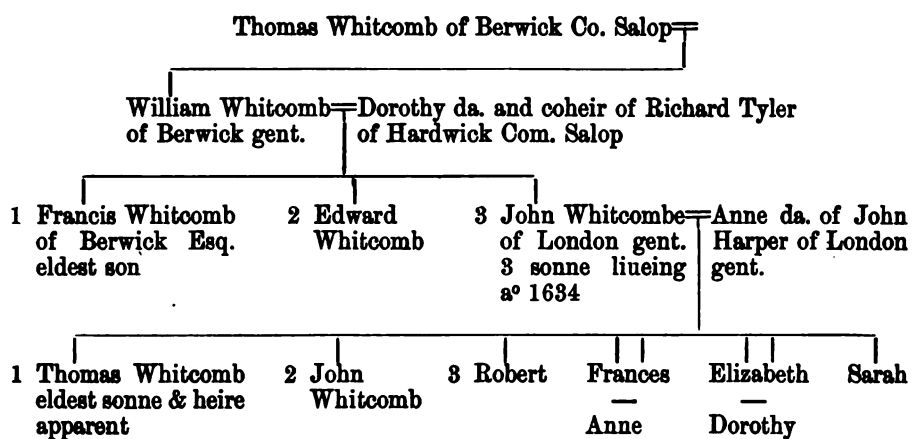 Thomas Whitcomb of Berwick Co. Salop
William Whitcomb
of Berwick gent.
Dorothy da. and coheir of Richard Tyler
of Hardwick Com. Salop
1 Francis Whitcomb
of Berwick Esq.
eldest son
2 Edward
Whitcomb
3 John Whitcombe
of London gent.
3 sonne liueing
aº 1634
Anne da. of John
Harper of London
gent.
1 Thomas Whitcomb
eldest sonne & heire
apparent
2 John
Whitcomb
3 Robert
Frances
Anne
Elizabeth
Dorothy
Sarah